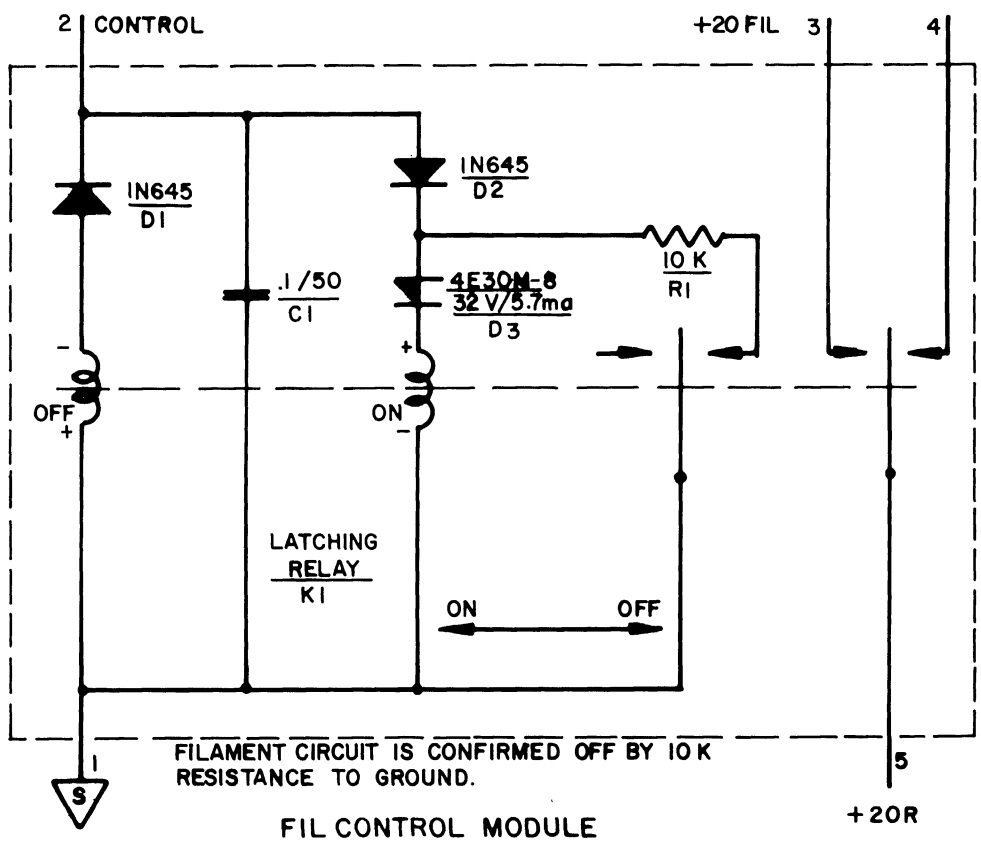 2 CONTROL
+20 FIL 3
4
1N645
D1
1N645
D2
10 K
R1
.1/50
C1
4E30M-8
32 V/5.7ma
D3
-
+
OFF
+
ON
-
LATCHING
RELAY
K1
ON OFF
1
FILAMENT CIRCUIT IS CONFIRMED OFF BY 10 K
RESISTANCE TO GROUND.
S
5
+20R
FIL CONTROL MODULE